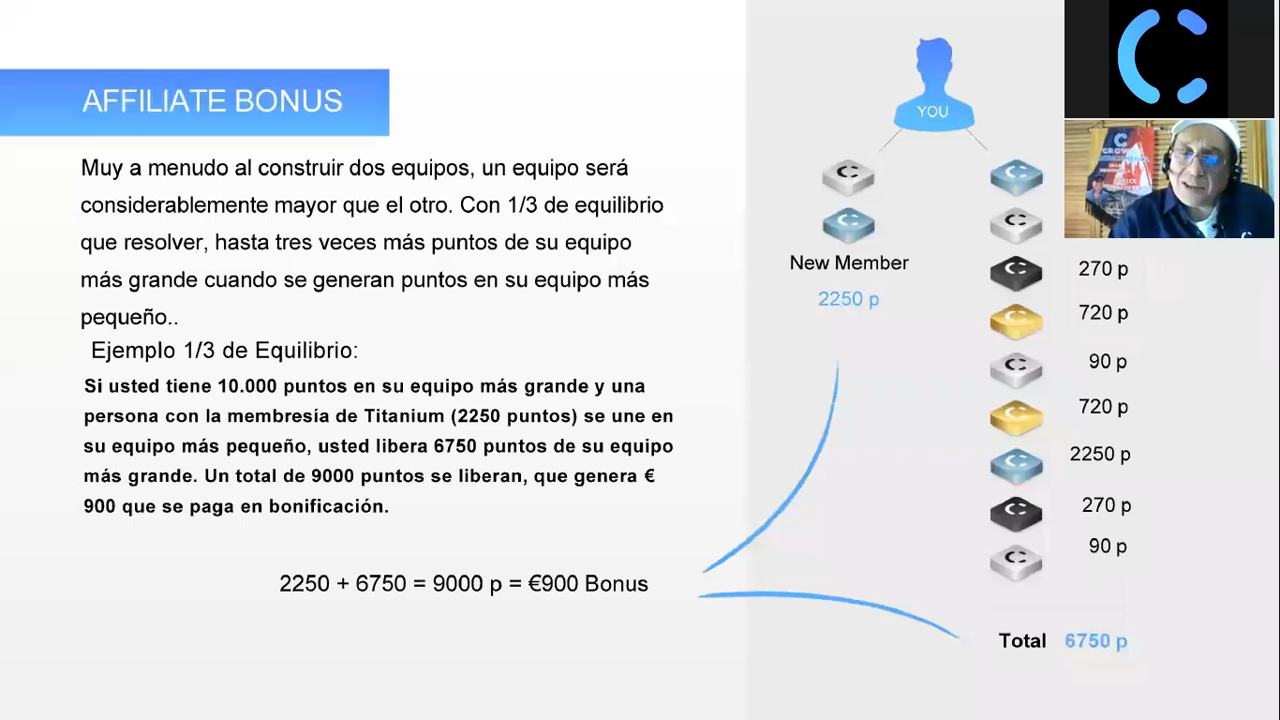 AFFILIATE BONUS
Muy a menudo al construir dos equipos, un equipo será
considerablemente mayor que el otro. Con 1/3 de equilibrio
que resolver, hasta tres veces más puntos de su equipo
más grande cuando se generan puntos en su equipo más
pequeño..
Ejemplo 1/3 de Equilibrio:
Si usted tiene 10.000 puntos en su equipo más grande y una
persona con la membresía de Titanium (2250 puntos) se une en
su equipo más pequeño, usted libera 6750 puntos de su equipo
más grande. Un total de 9000 puntos se liberan, que genera €
900 que se paga en bonificación.
2250 + 6750 = 9000 p = €900 Bonus
YOU
New Member
2250 p
270 p
720 p
90 p
720 p
2250 p
270 p
90 p
Total 6750 p